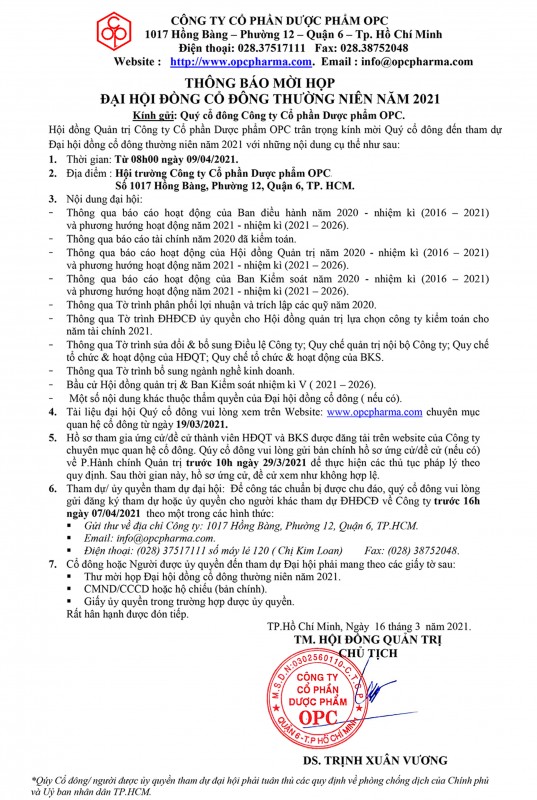 OPC
CÔNG TY CỔ PHẦN DƯỢC PHẨM OPC
1017 Hồng Bàng – Phường 12 – Quận 6 – Tp. Hồ Chí Minh
Điện thoại: 028.37517111 Fax: 028.38752048
Website : http://www.opcpharma.com. Email : info@opcpharma.com
THÔNG BÁO MỜI HỌP
ĐẠI HỘI ĐỒNG CỔ ĐÔNG THƯỜNG NIÊN NĂM 2021
Kính gửi: Quý cổ đông Công ty Cổ phần Dược phẩm OPC.
Hội đồng Quản trị Công ty Cổ phần Dược phẩm OPC trân trọng kính mời Quý cổ đông đến tham dự
Đại hội đồng cổ đông thường niên năm 2021 với những nội dung cụ thể như sau:
1. Thời gian: Từ 08h00 ngày 09/04/2021.
2. Địa điểm : Hội trường Công ty Cổ phần Dược phẩm OPC
Số 1017 Hồng Bàng, Phường 12, Quận 6, TP. HCM.
3. Nội dung đại hội:
- Thông qua báo cáo hoạt động của Ban điều hành năm 2020 - nhiệm kì (2016 – 2021)
và phương hướng hoạt động năm 2021 - nhiệm kì (2021 – 2026).
- Thông qua báo cáo tài chính năm 2020 đã kiểm toán.
- Thông qua báo cáo hoạt động của Hội đồng Quản trị năm 2020 - nhiệm kì (2016 – 2021)
và phương hướng hoạt động năm 2021 - nhiệm kì (2021 – 2026).
- Thông qua báo cáo hoạt động của Ban Kiểm soát năm 2020 - nhiệm kì (2016 – 2021)
và phương hướng hoạt động năm 2021 - nhiệm kì (2021 – 2026).
- Thông qua Tờ trình phân phối lợi nhuận và trích lập các quỹ năm 2020.
- Thông qua Tờ trình ĐHĐCĐ ủy quyền cho Hội đồng quản trị lựa chọn công ty kiểm toán cho
năm tài chính 2021.
- Thông qua Tờ trình sửa đổi & bổ sung Điều lệ Công ty; Quy chế quản trị nội bộ Công ty; Quy chế
tổ chức & hoạt động của HĐQT; Quy chế tổ chức & hoạt động của BKS.
- Thông qua Tờ trình bổ sung ngành nghề kinh doanh.
- Bầu cử Hội đồng quản trị & Ban Kiểm soát nhiệm kì V ( 2021 – 2026).
- Một số nội dung khác thuộc thẩm quyền của Đại hội đồng cổ đông ( nếu có).
4. Tài liệu đại hội Quý cổ đông vui lòng xem trên Website: www.opcpharma.com chuyên mục
quan hệ cổ đông từ ngày 19/03/2021.
5. Hồ sơ tham gia ứng cử/đề cử thành viên HĐQT và BKS được đăng tải trên website của Công ty
chuyên mục quan hệ cổ đông. Qúy cổ đông vui lòng gửi bản chính hồ sơ ứng cử/đề cử (nếu có)
về P.Hành chính Quản trị trước 10h ngày 29/3/2021 để thực hiện các thủ tục pháp lý theo
quy định. Sau thời gian này, hồ sơ ứng cử, đề cử xem như không hợp lệ.
6. Tham dự/ ủy quyền tham dự đại hội: Để công tác chuẩn bị được chu đáo, quý cổ đông vui lòng
gửi đăng ký tham dự hoặc ủy quyền cho người khác tham dự ĐHĐCĐ về Công ty trước 16h
ngày 07/04/2021 theo một trong các hình thức:
▪ Gửi thư về địa chỉ Công ty: 1017 Hồng Bàng, Phường 12, Quận 6, TP.HCM.
▪ Email: info@opcpharma.com.
▪ Điện thoại: (028) 37517111 số máy lẻ 120 ( Chị Kim Loan) Fax: (028) 38752048.
7. Cổ đông hoặc Người được ủy quyền đến tham dự Đại hội phải mang theo các giấy tờ sau:
▪ Thư mời họp Đại hội đồng cổ đông thường niên năm 2021.
▪ CMND/CCCD hoặc hộ chiếu (bản chính).
▪ Giấy ủy quyền trong trường hợp được ủy quyền.
Rất hân hạnh được đón tiếp.
TP.Hồ Chí Minh, Ngày 16 tháng 3 năm 2021.
TM. HỘI ĐỒNG QUẢN TRỊ
CHỦ TỊCH
M.S.D.N:0302560110-C.T.C.P
CÔNG TY
CỔ PHẦN
DƯỢC PHẨM
OPC
QUẬN 6-T.P HỒ CHÍ MINH
DS. TRỊNH XUÂN VƯƠNG
*Qúy Cổ đông/ người được ủy quyền tham dự đại hội phải tuân thủ các quy định về phòng chống dịch của Chính phủ
và Uỷ ban nhân dân TP.HCM.